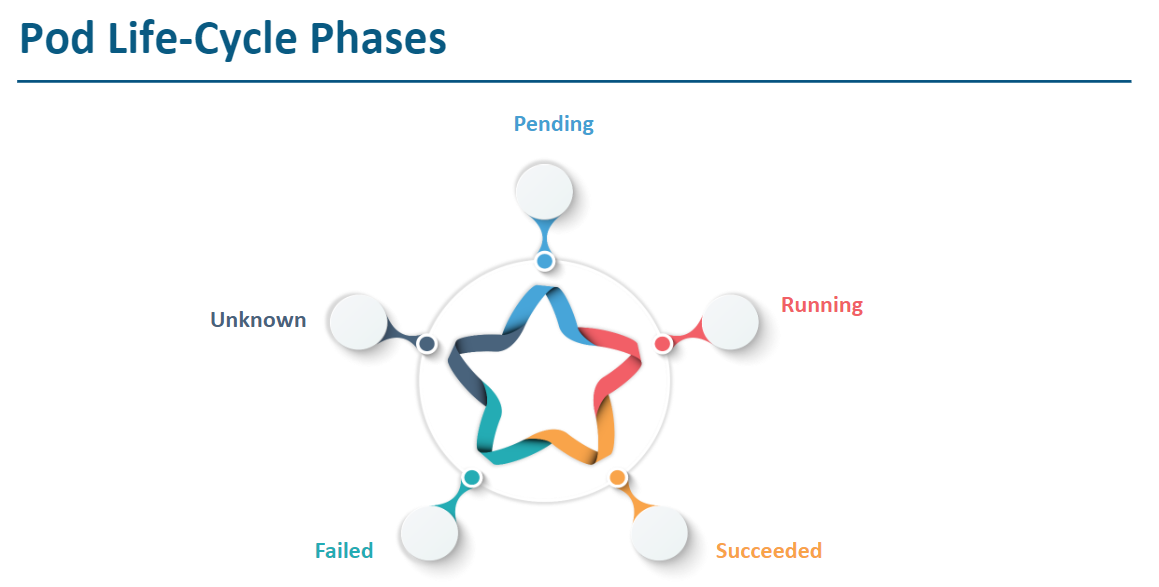 Pod Life-Cycle Phases
Pending
Running
Unknown
Succeeded
Failed